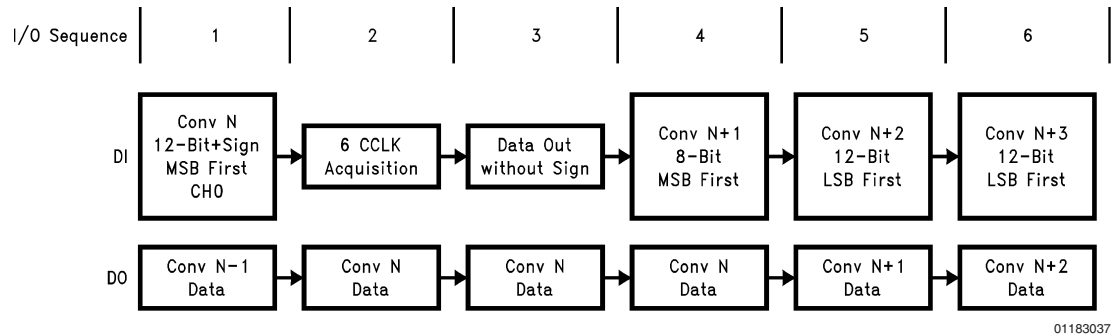 I/O Sequence 1 2 3 4 5 6
DI
Conv N
12-Bit+Sign
MSB First
CH0
6 CCLK
Acquisition
Data Out
without Sign
Conv N+1
8-Bit
MSB First
Conv N+2
12-Bit
LSB First
Conv N+3
12-Bit
LSB First
DO
Conv N-1
Data
Conv N
Data
Conv N
Data
Conv N
Data
Conv N+1
Data
Conv N+2
Data
01183037